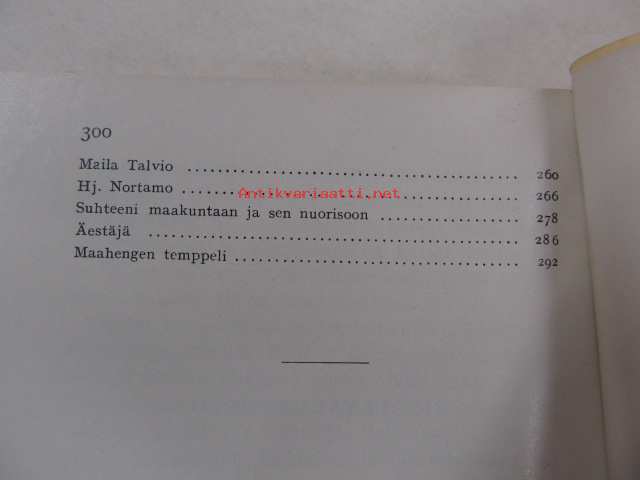 300
Maila Talvio ........................................ 260
Hj. Nortamo ........................................ 266
Antikvariaatti.net
Suhteeni maakuntaan ja sen nuorisoon ................. 278
Äestäjä ........................................ 286
Maahengen temppeli ................................. 292